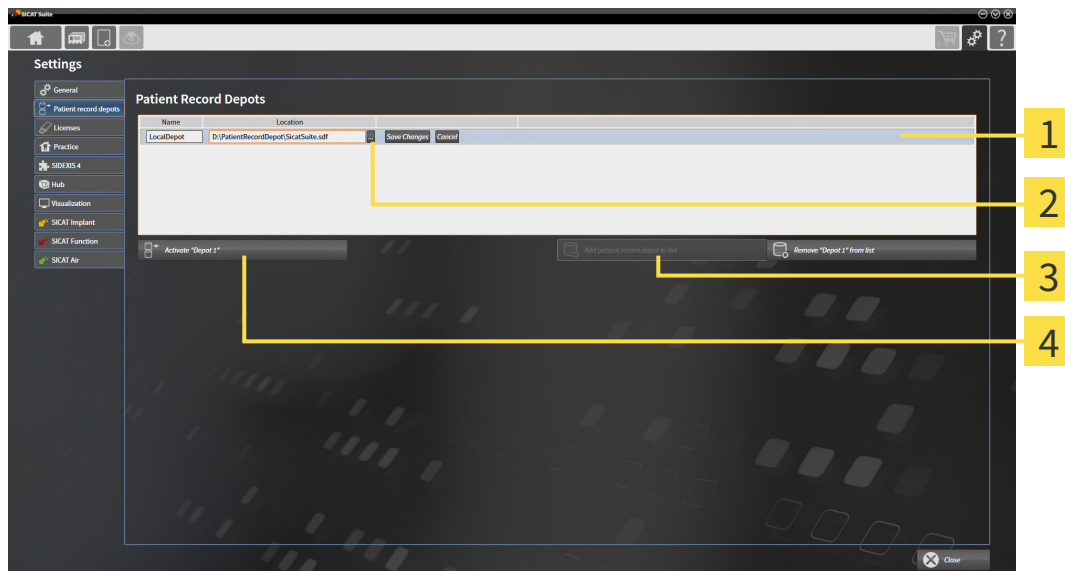 SICAT Suite
?
Settings
General
Patient record depots
Licenses
Practice
SIDEXIS 4
Hub
Visualization
SICAT Implant
SICAT Function
SICAT Air
Patient Record Depots
Name Location
LocalDepot D:\PatientRecordDepot\SicatSuite.sdf ... Save Changes Cancel
Activate "Depot 1" Add patient record depot to list Remove "Depot 1" from list
Close
1
2
3
4